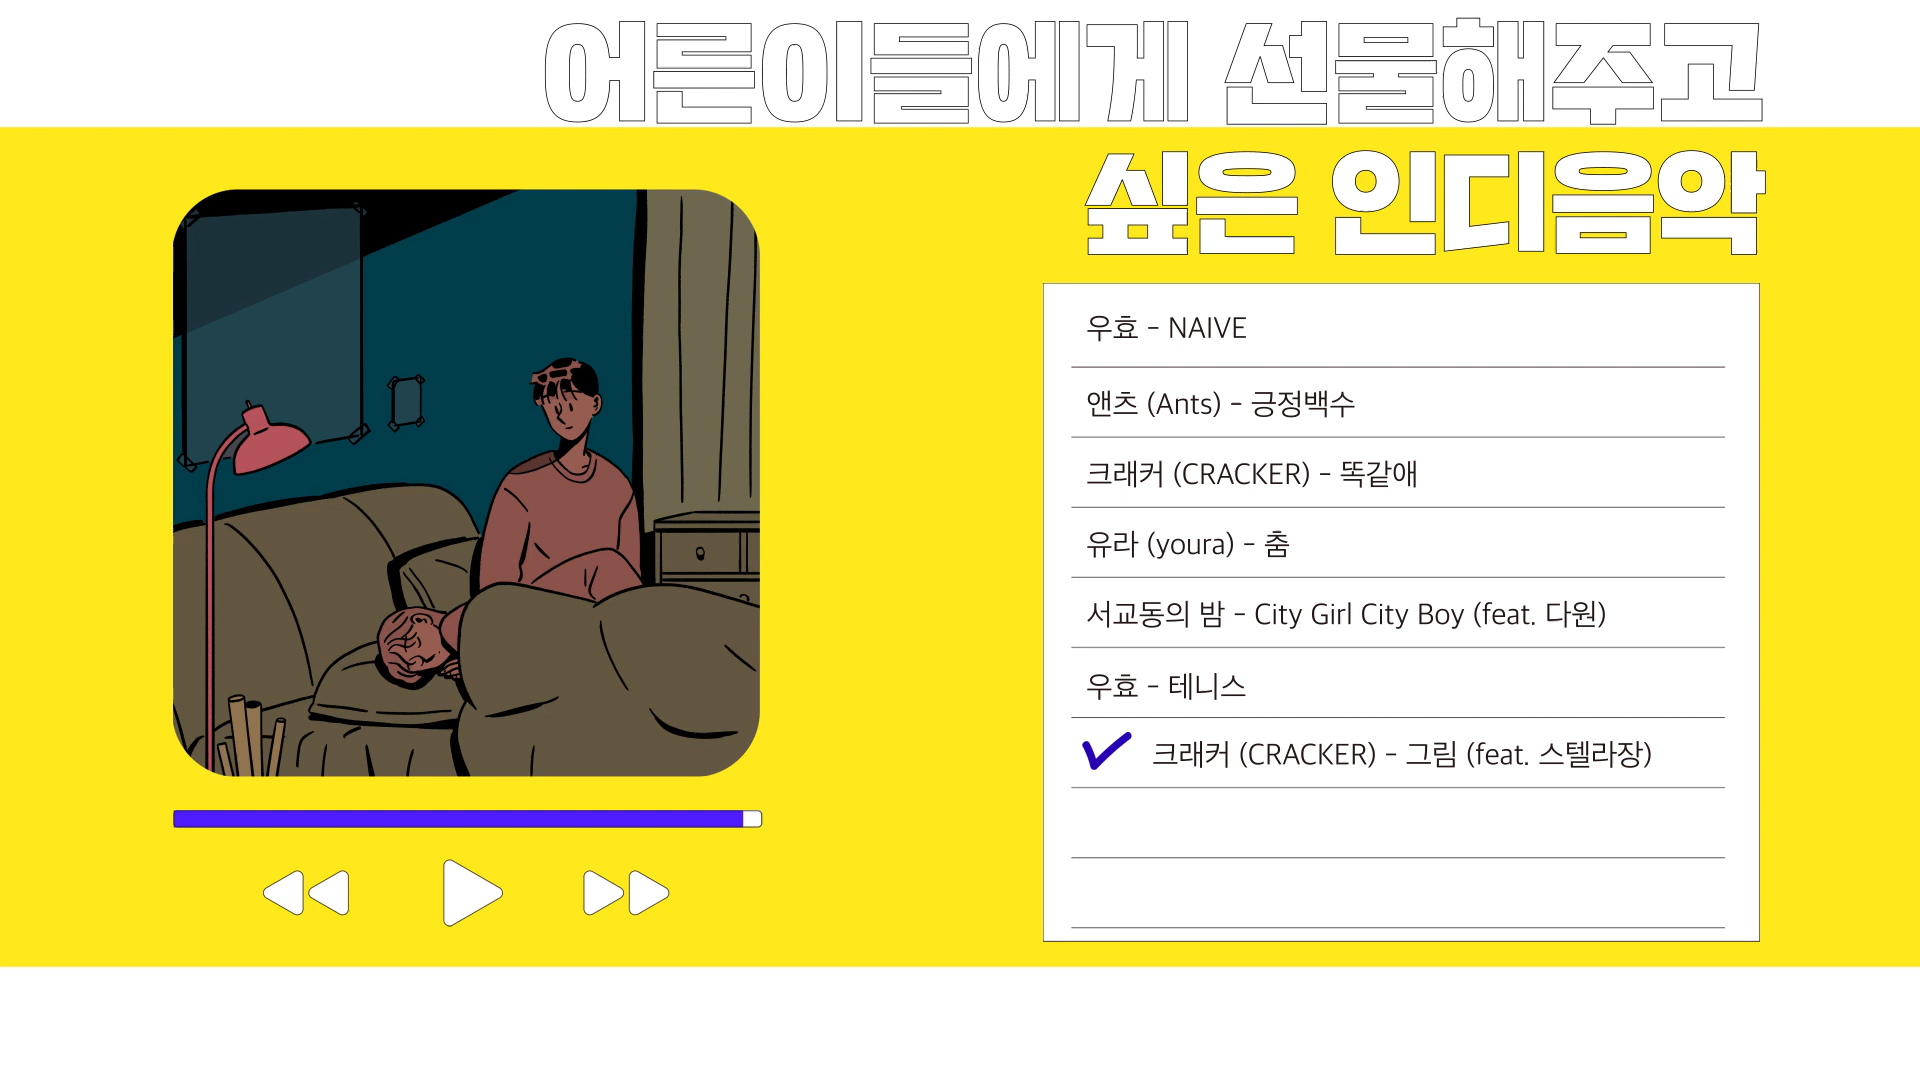 어른이들에게 선물해주고
싶은 인디음악
우효 - NAIVE
앤츠 (Ants) - 긍정백수
크래커 (CRACKER) - 똑같애
유라 (youra) - 춤
서교동의 밤 - City Girl City Boy (feat. 다원)
우효 - 테니스
크래커 (CRACKER) - 그림 (feat. 스텔라장)